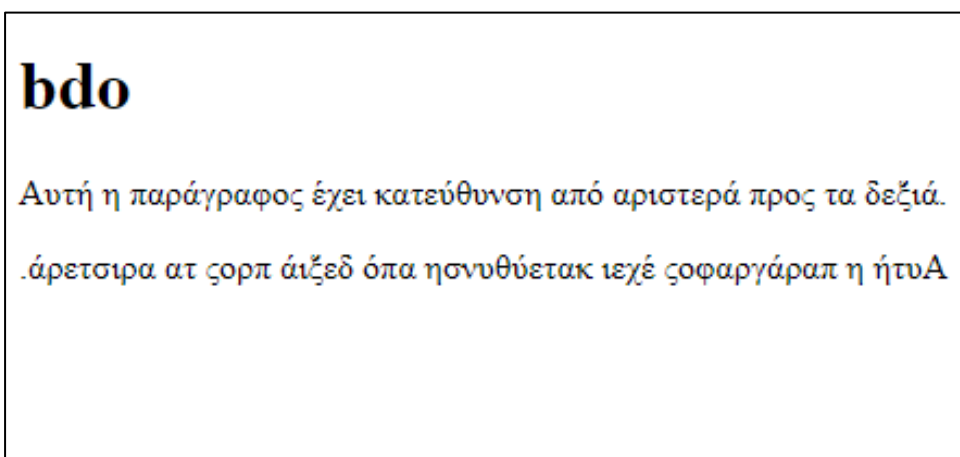 bdo
Αυτή η παράγραφος έχει κατεύθυνση από αριστερά προς τα δεξιά.
.άρετσιρα ατ ςορπ άιξεδ όπα ησνυθύετακ ιεχέ ςοφαργάραπ η ήτυΑ